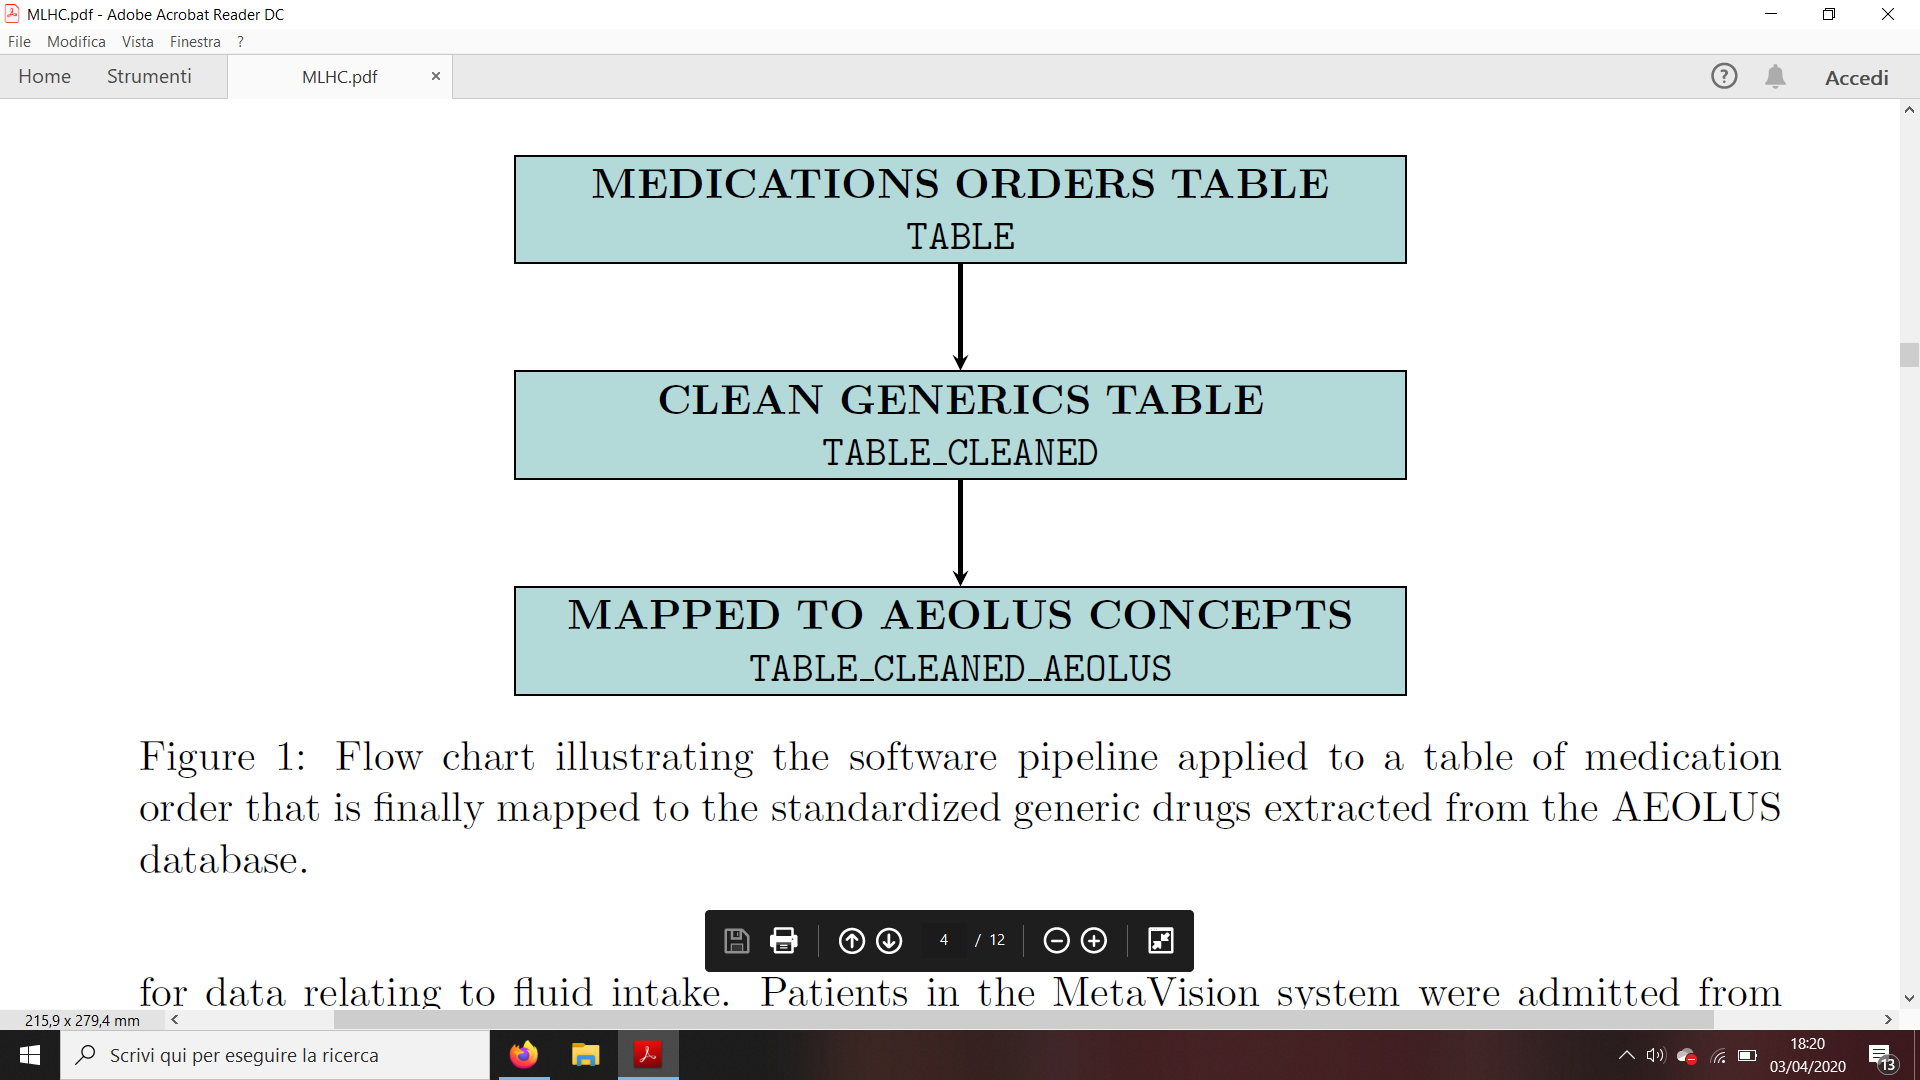 MLHC.pdf - Adobe Acrobat Reader DC
File Modifica Vista Finestra ?
Home Strumenti MLHC.pdf × ? Accedi
MEDICATIONS ORDERS TABLE
TABLE
CLEAN GENERICS TABLE
TABLE_CLEANED
MAPPED TO AEOLUS CONCEPTS
TABLE_CLEANED_AEOLUS
Figure 1: Flow chart illustrating the software pipeline applied to a table of medication
order that is finally mapped to the standardized generic drugs extracted from the AEOLUS
database.
4 / 12
for data relating to fluid intake. Patients in the MetaVision system were admitted from
215,9 x 279,4 mm
Scrivi qui per eseguire la ricerca
18:20
03/04/2020
13